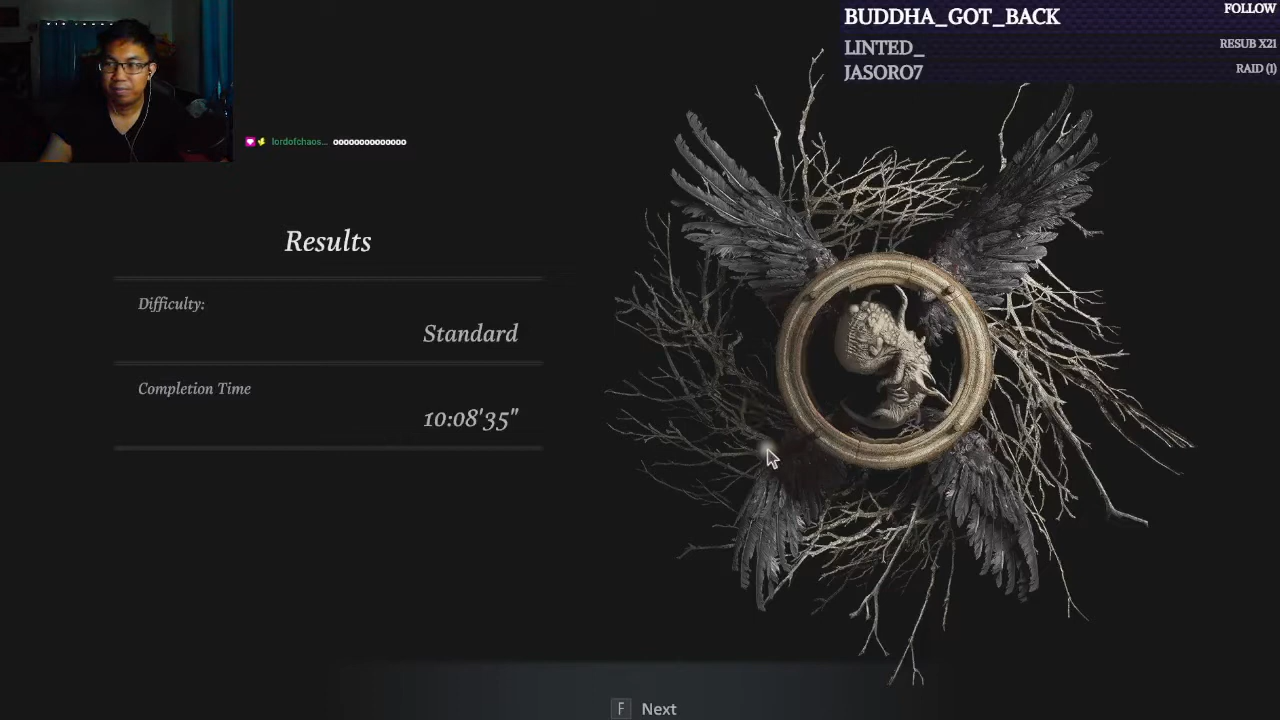 BUDDHA_GOT_BACK
FOLLOW
LINTED_
RESUB X21
JASORO7
RAID (1)
lordofchaos... oooooooooooooo
Results
Difficulty:
Standard
Completion Time
10:08'35"
F Next